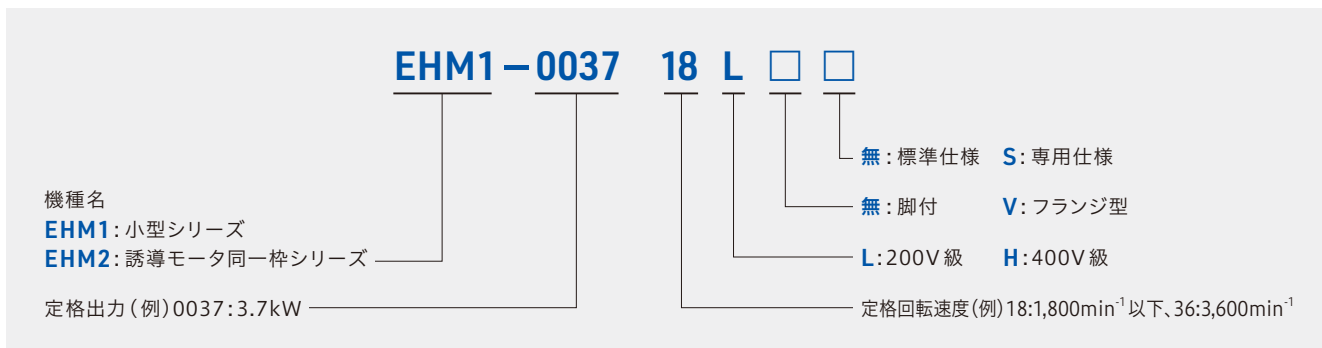 EHM1-0037 18 L □ □
無:標準仕様 S:専用仕様
機種名
無:脚付 V:フランジ型
EHM1:小型シリーズ
EHM2:誘導モータ同一枠シリーズ
L:200V級 H:400V級
定格出力(例)0037:3.7kW
定格回転速度(例)18:1,800min⁻¹以下、36:3,600min⁻¹